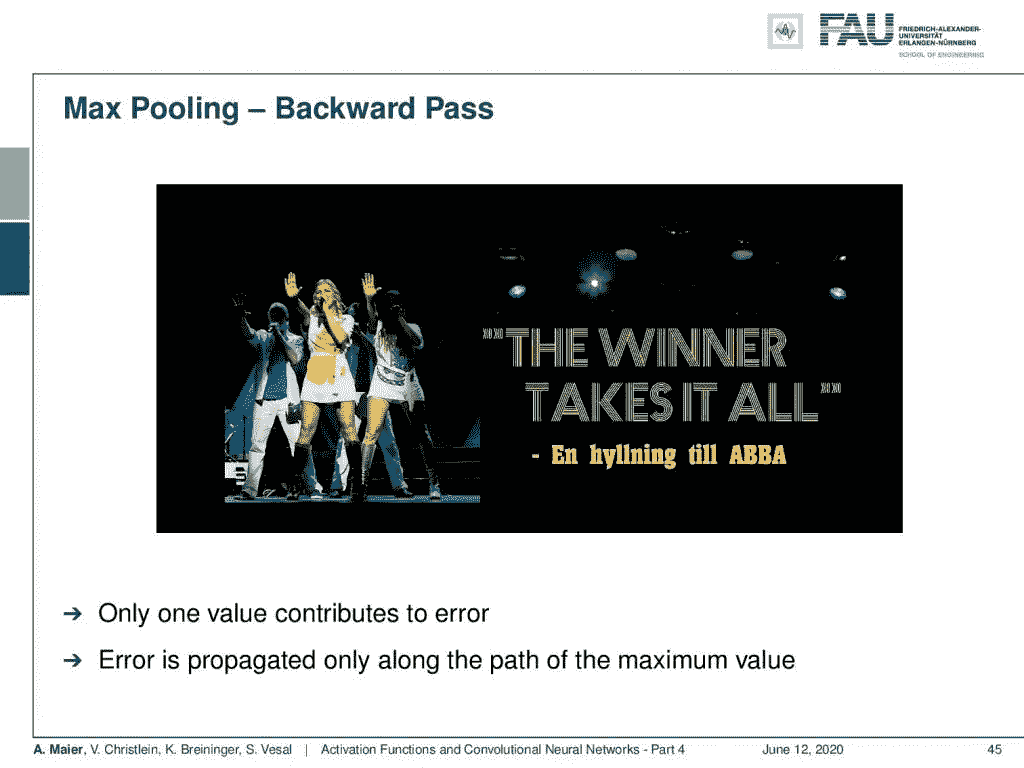 FAU FRIEDRICH-ALEXANDER-
UNIVERSITÄT
ERLANGEN-NÜRNBERG
SCHOOL OF ENGINEERING
Max Pooling – Backward Pass
""THE WINNER
TAKES IT ALL""
- En hyllning till ABBA
➔ Only one value contributes to error
➔ Error is propagated only along the path of the maximum value
A. Maier, V. Christlein, K. Breininger, S. Vesal | Activation Functions and Convolutional Neural Networks - Part 4 June 12, 2020 45